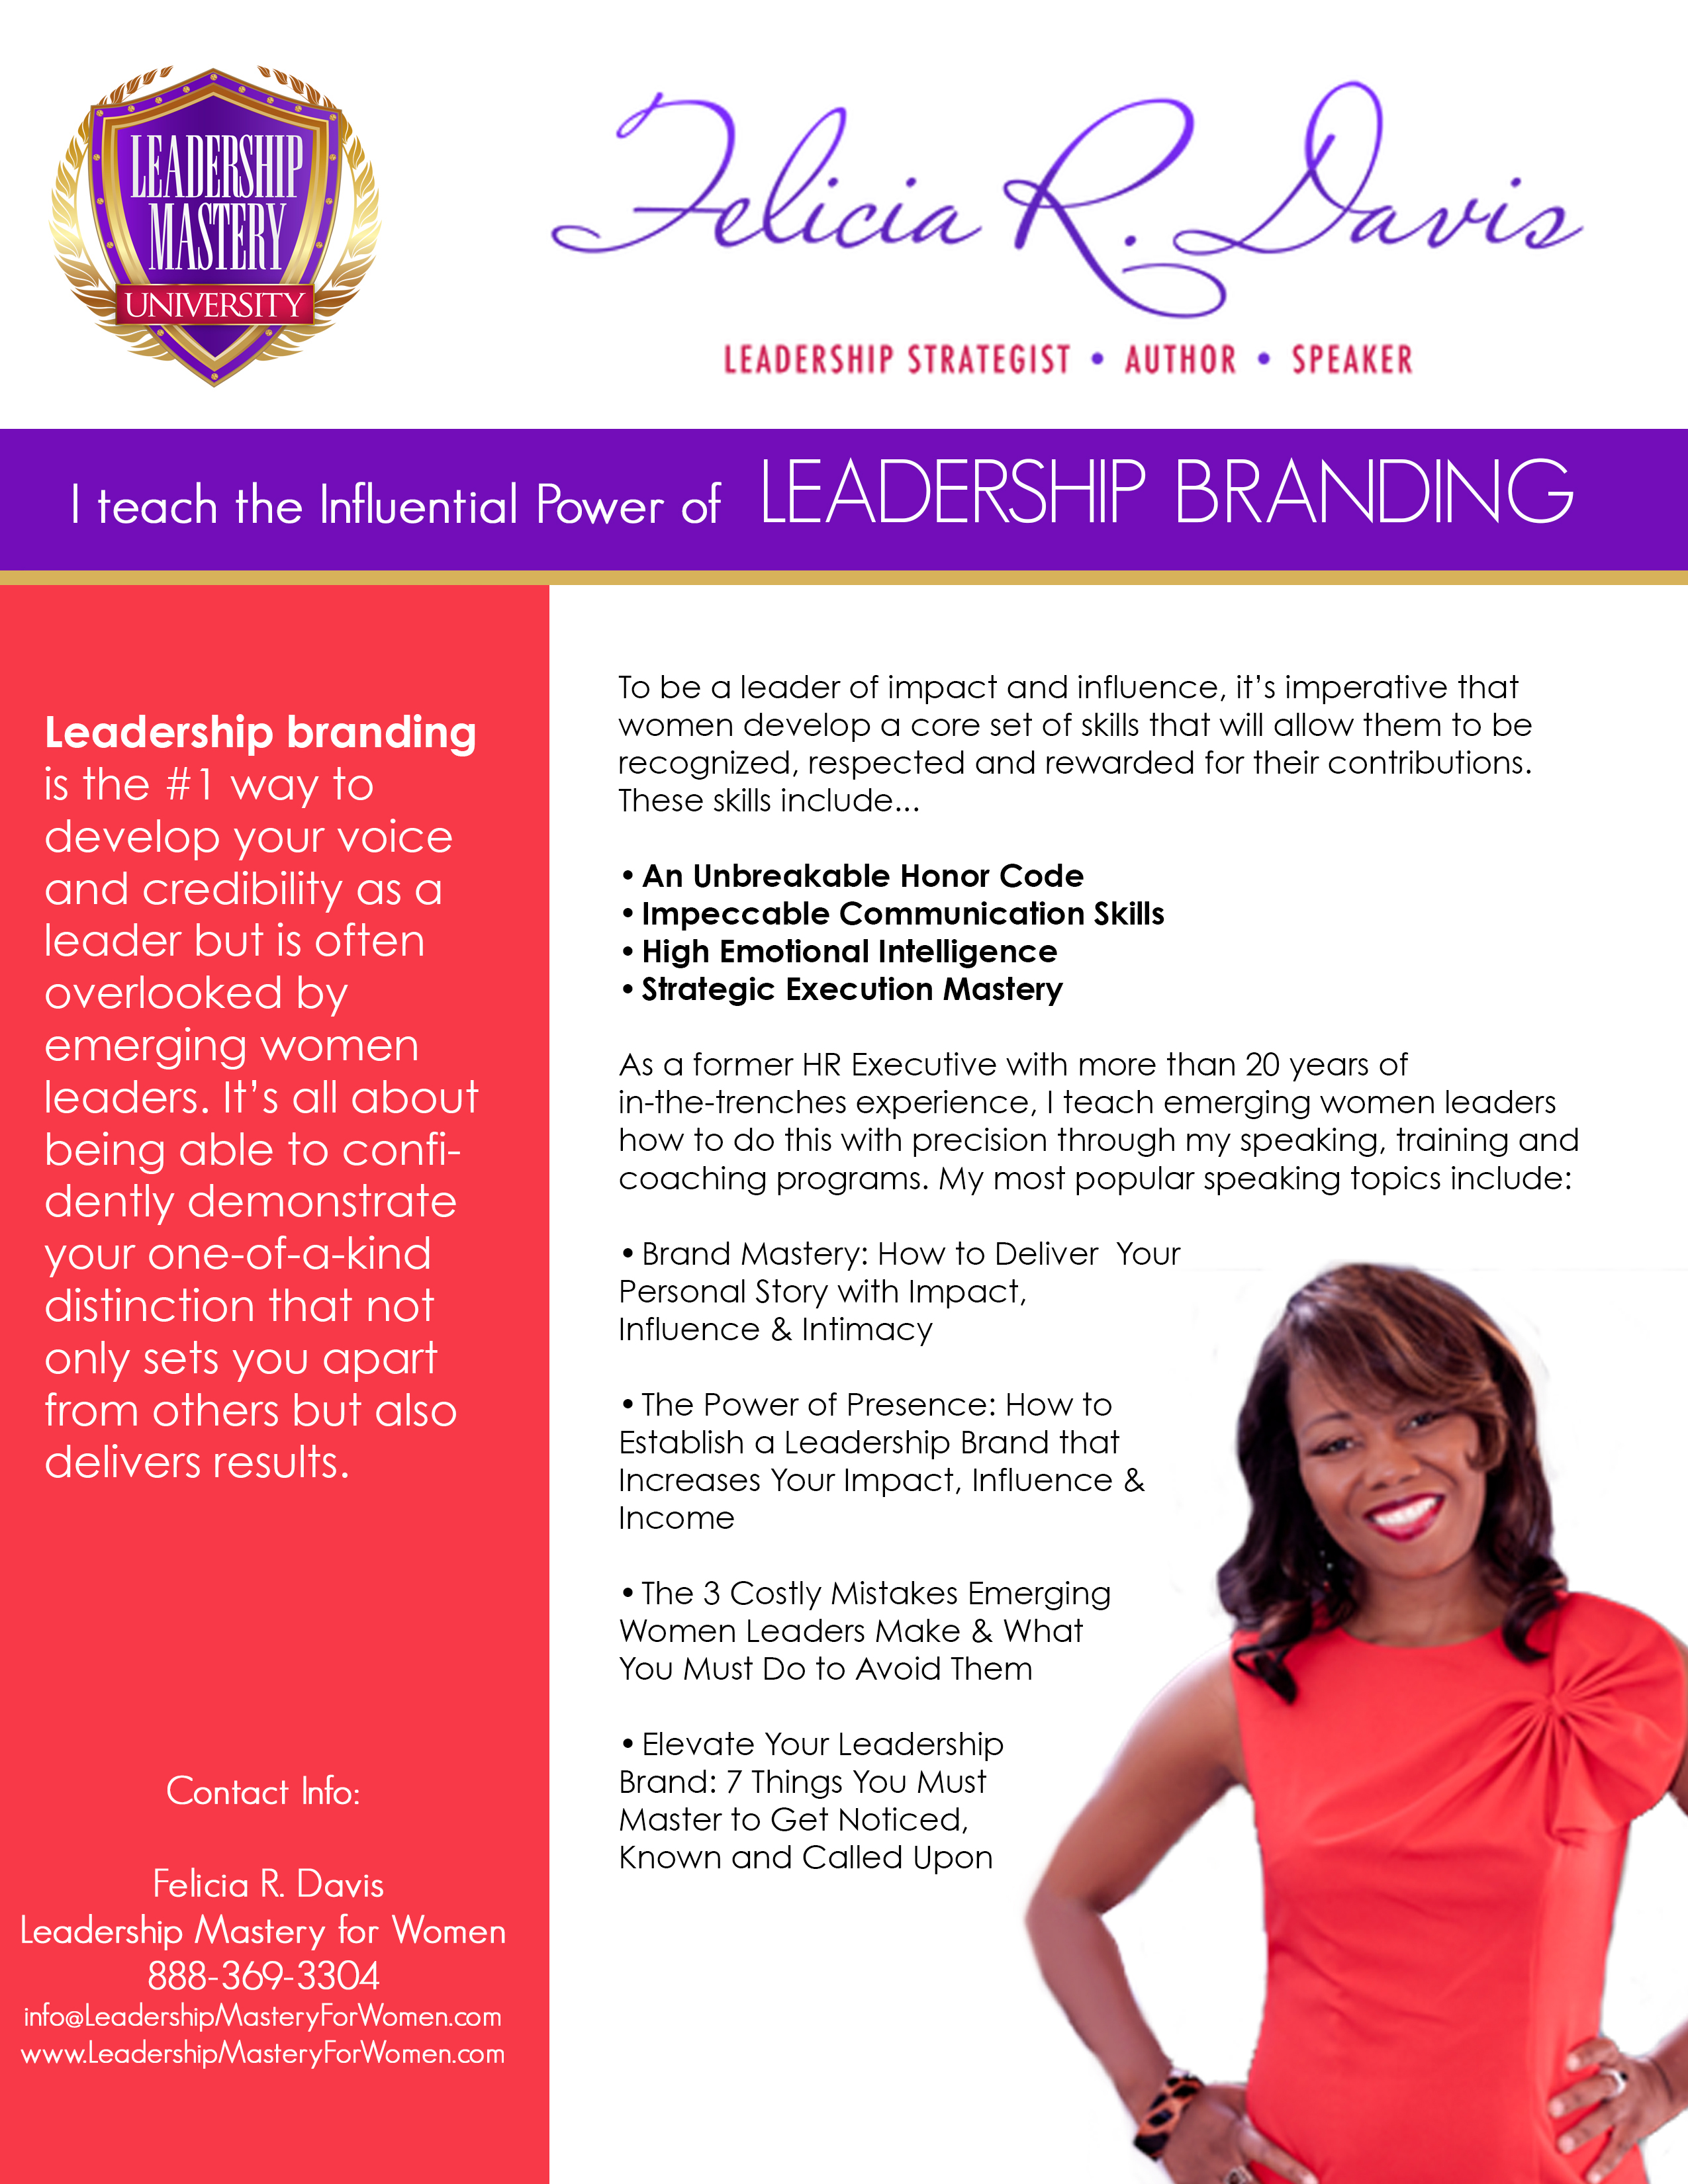 LEADERSHIP
MASTERY
UNIVERSITY
Felicia R. Davis
LEADERSHIP STRATEGIST • AUTHOR • SPEAKER
I teach the Influential Power of LEADERSHIP BRANDING
Leadership branding
is the #1 way to
develop your voice
and credibility as a
leader but is often
overlooked by
emerging women
leaders. It's all about
being able to confi-
dently demonstrate
your one-of-a-kind
distinction that not
only sets you apart
from others but also
delivers results.
Contact Info:
Felicia R. Davis
Leadership Mastery for Women
888-369-3304
info@LeadershipMasteryForWomen.com
www.LeadershipMasteryForWomen.com
To be a leader of impact and influence, it's imperative that
women develop a core set of skills that will allow them to be
recognized, respected and rewarded for their contributions.
These skills include...
• An Unbreakable Honor Code
• Impeccable Communication Skills
• High Emotional Intelligence
• Strategic Execution Mastery
As a former HR Executive with more than 20 years of
in-the-trenches experience, I teach emerging women leaders
how to do this with precision through my speaking, training and
coaching programs. My most popular speaking topics include:
• Brand Mastery: How to Deliver Your
Personal Story with Impact,
Influence & Intimacy
• The Power of Presence: How to
Establish a Leadership Brand that
Increases Your Impact, Influence &
Income
• The 3 Costly Mistakes Emerging
Women Leaders Make & What
You Must Do to Avoid Them
• Elevate Your Leadership
Brand: 7 Things You Must
Master to Get Noticed,
Known and Called Upon